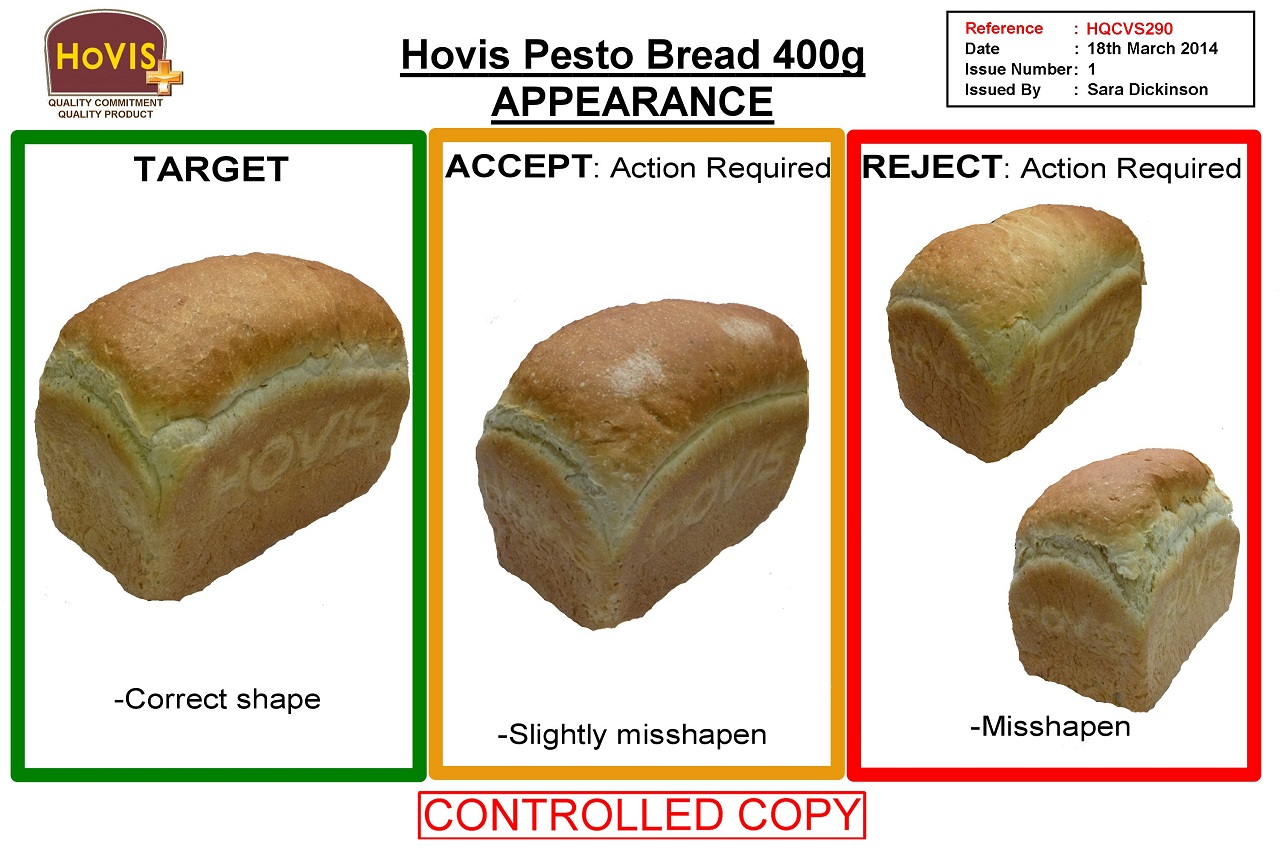 HOVIS
QUALITY COMMITMENT
QUALITY PRODUCT
Hovis Pesto Bread 400g
APPEARANCE
Reference : HQCVS290
Date : 18th March 2014
Issue Number : 1
Issued By : Sara Dickinson
TARGET
HOVIS
-Correct shape
ACCEPT: Action Required
HOVIS
-Slightly misshapen
REJECT: Action Required
HOVIS
HOVIS
-Misshapen
CONTROLLED COPY